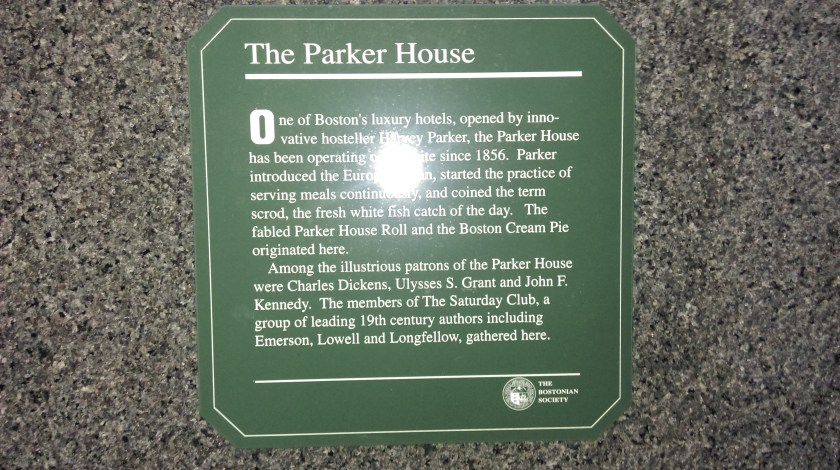 The Parker House
One of Boston's luxury hotels, opened by inno-
vative hosteller Harvey Parker, the Parker House
has been operating site since 1856. Parker
introduced the European Plan, started the practice of
serving meals continuously, and coined the term
scrod, the fresh white fish catch of the day. The
fabled Parker House Roll and the Boston Cream Pie
originated here.
Among the illustrious patrons of the Parker House
were Charles Dickens, Ulysses S. Grant and John F.
Kennedy. The members of The Saturday Club, a
group of leading 19th century authors including
Emerson, Lowell and Longfellow, gathered here.
THE
BOSTONIAN
SOCIETY